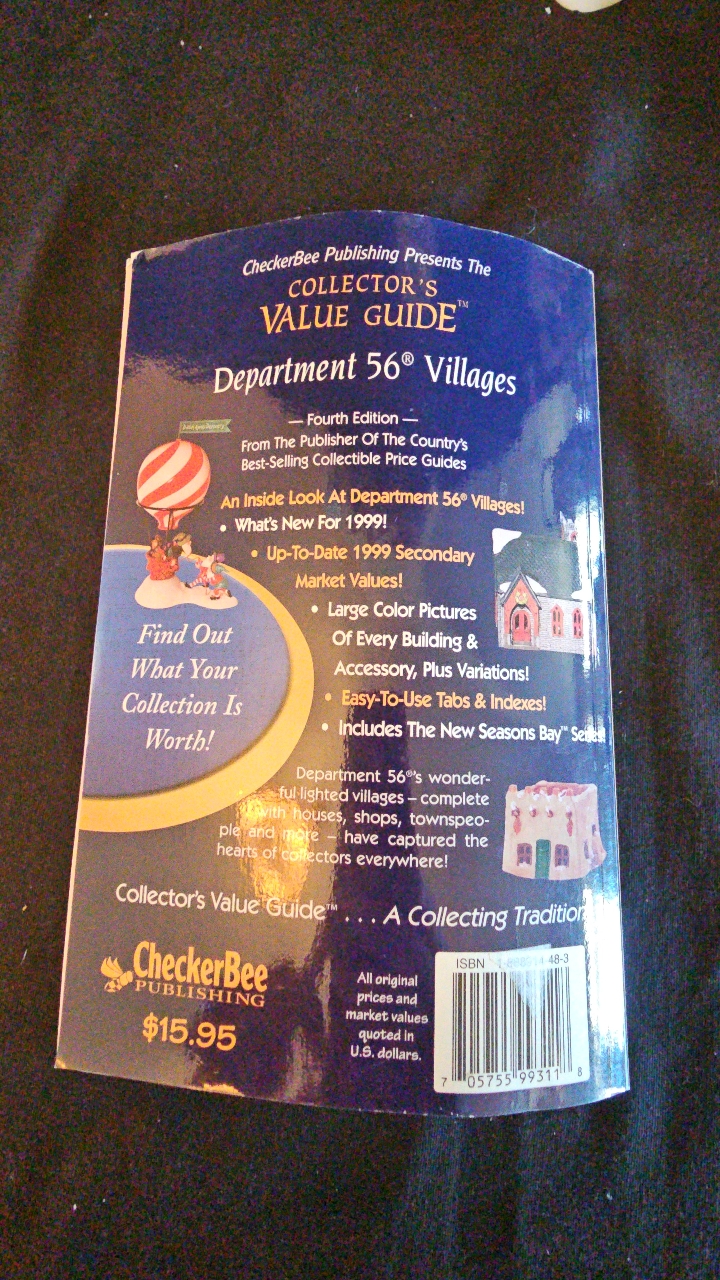 CheckerBee Publishing Presents The
COLLECTOR'S
VALUE GUIDE™
Department 56® Villages
— Fourth Edition —
From The Publisher Of The Country's
Best-Selling Collectible Price Guides
An Inside Look At Department 56® Villages!
• What's New For 1999!
• Up-To-Date 1999 Secondary
Market Values!
• Large Color Pictures
Of Every Building &
Accessory, Plus Variations!
• Easy-To-Use Tabs & Indexes!
• Includes The New Seasons Bay™ Series!
Find Out
What Your
Collection Is
Worth!
Department 56®'s wonder-
ful lighted villages – complete
with houses, shops, townspeo-
ple and more – have captured the
hearts of collectors everywhere!
Collector's Value Guide™ . . . A Collecting Tradition
CheckerBee
PUBLISHING
$15.95
All original
prices and
market values
quoted in
U.S. dollars.
ISBN
7 05755 99311 8